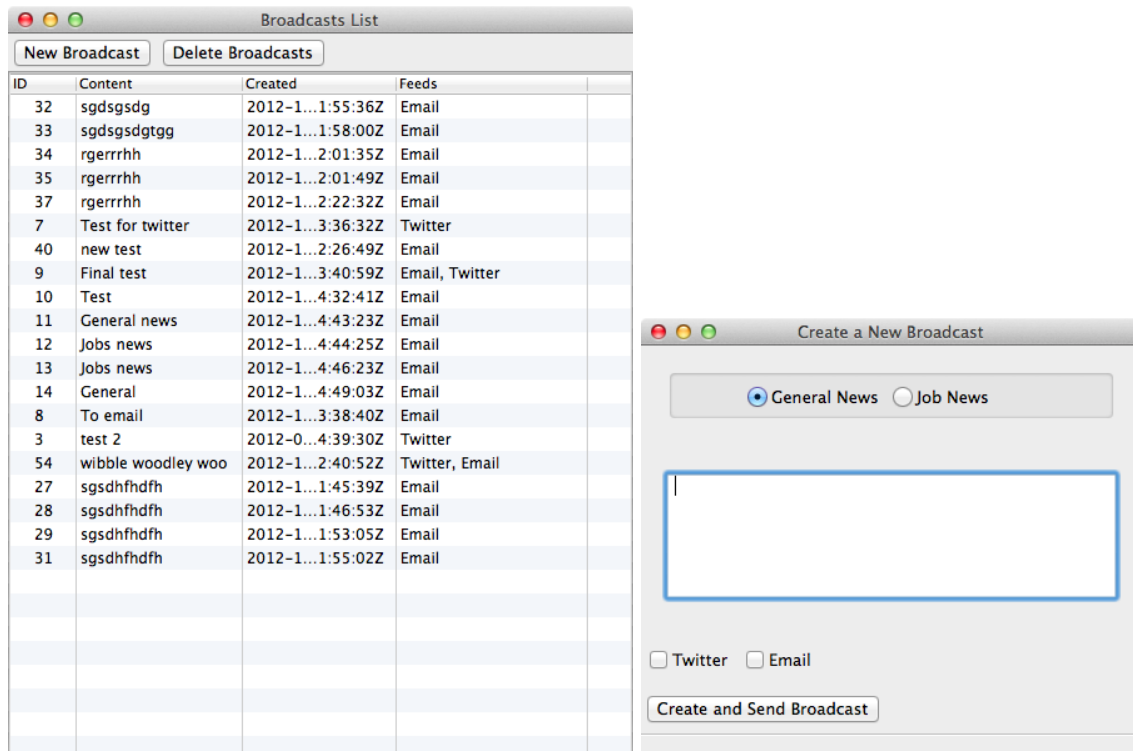 Broadcasts List
New Broadcast Delete Broadcasts
ID Content Created Feeds
32 sgdsgsdg 2012-1...1:55:36Z Email
33 sgdsgsdgtgg 2012-1...1:58:00Z Email
34 rgerrrhh 2012-1...2:01:35Z Email
35 rgerrrhh 2012-1...2:01:49Z Email
37 rgerrrhh 2012-1...2:22:32Z Email
7 Test for twitter 2012-1...3:36:32Z Twitter
40 new test 2012-1...2:26:49Z Email
9 Final test 2012-1...3:40:59Z Email, Twitter
10 Test 2012-1...4:32:41Z Email
11 General news 2012-1...4:43:23Z Email
12 Jobs news 2012-1...4:44:25Z Email
13 Jobs news 2012-1...4:46:23Z Email
14 General 2012-1...4:49:03Z Email
8 To email 2012-1...3:38:40Z Email
3 test 2 2012-0...4:39:30Z Twitter
54 wibble woodley woo 2012-1...2:40:52Z Twitter, Email
27 sgsdhfhdfh 2012-1...1:45:39Z Email
28 sgsdhfhdfh 2012-1...1:46:53Z Email
29 sgsdhfhdfh 2012-1...1:53:05Z Email
31 sgsdhfhdfh 2012-1...1:55:02Z Email
Create a New Broadcast
General News Job News
Twitter Email
Create and Send Broadcast